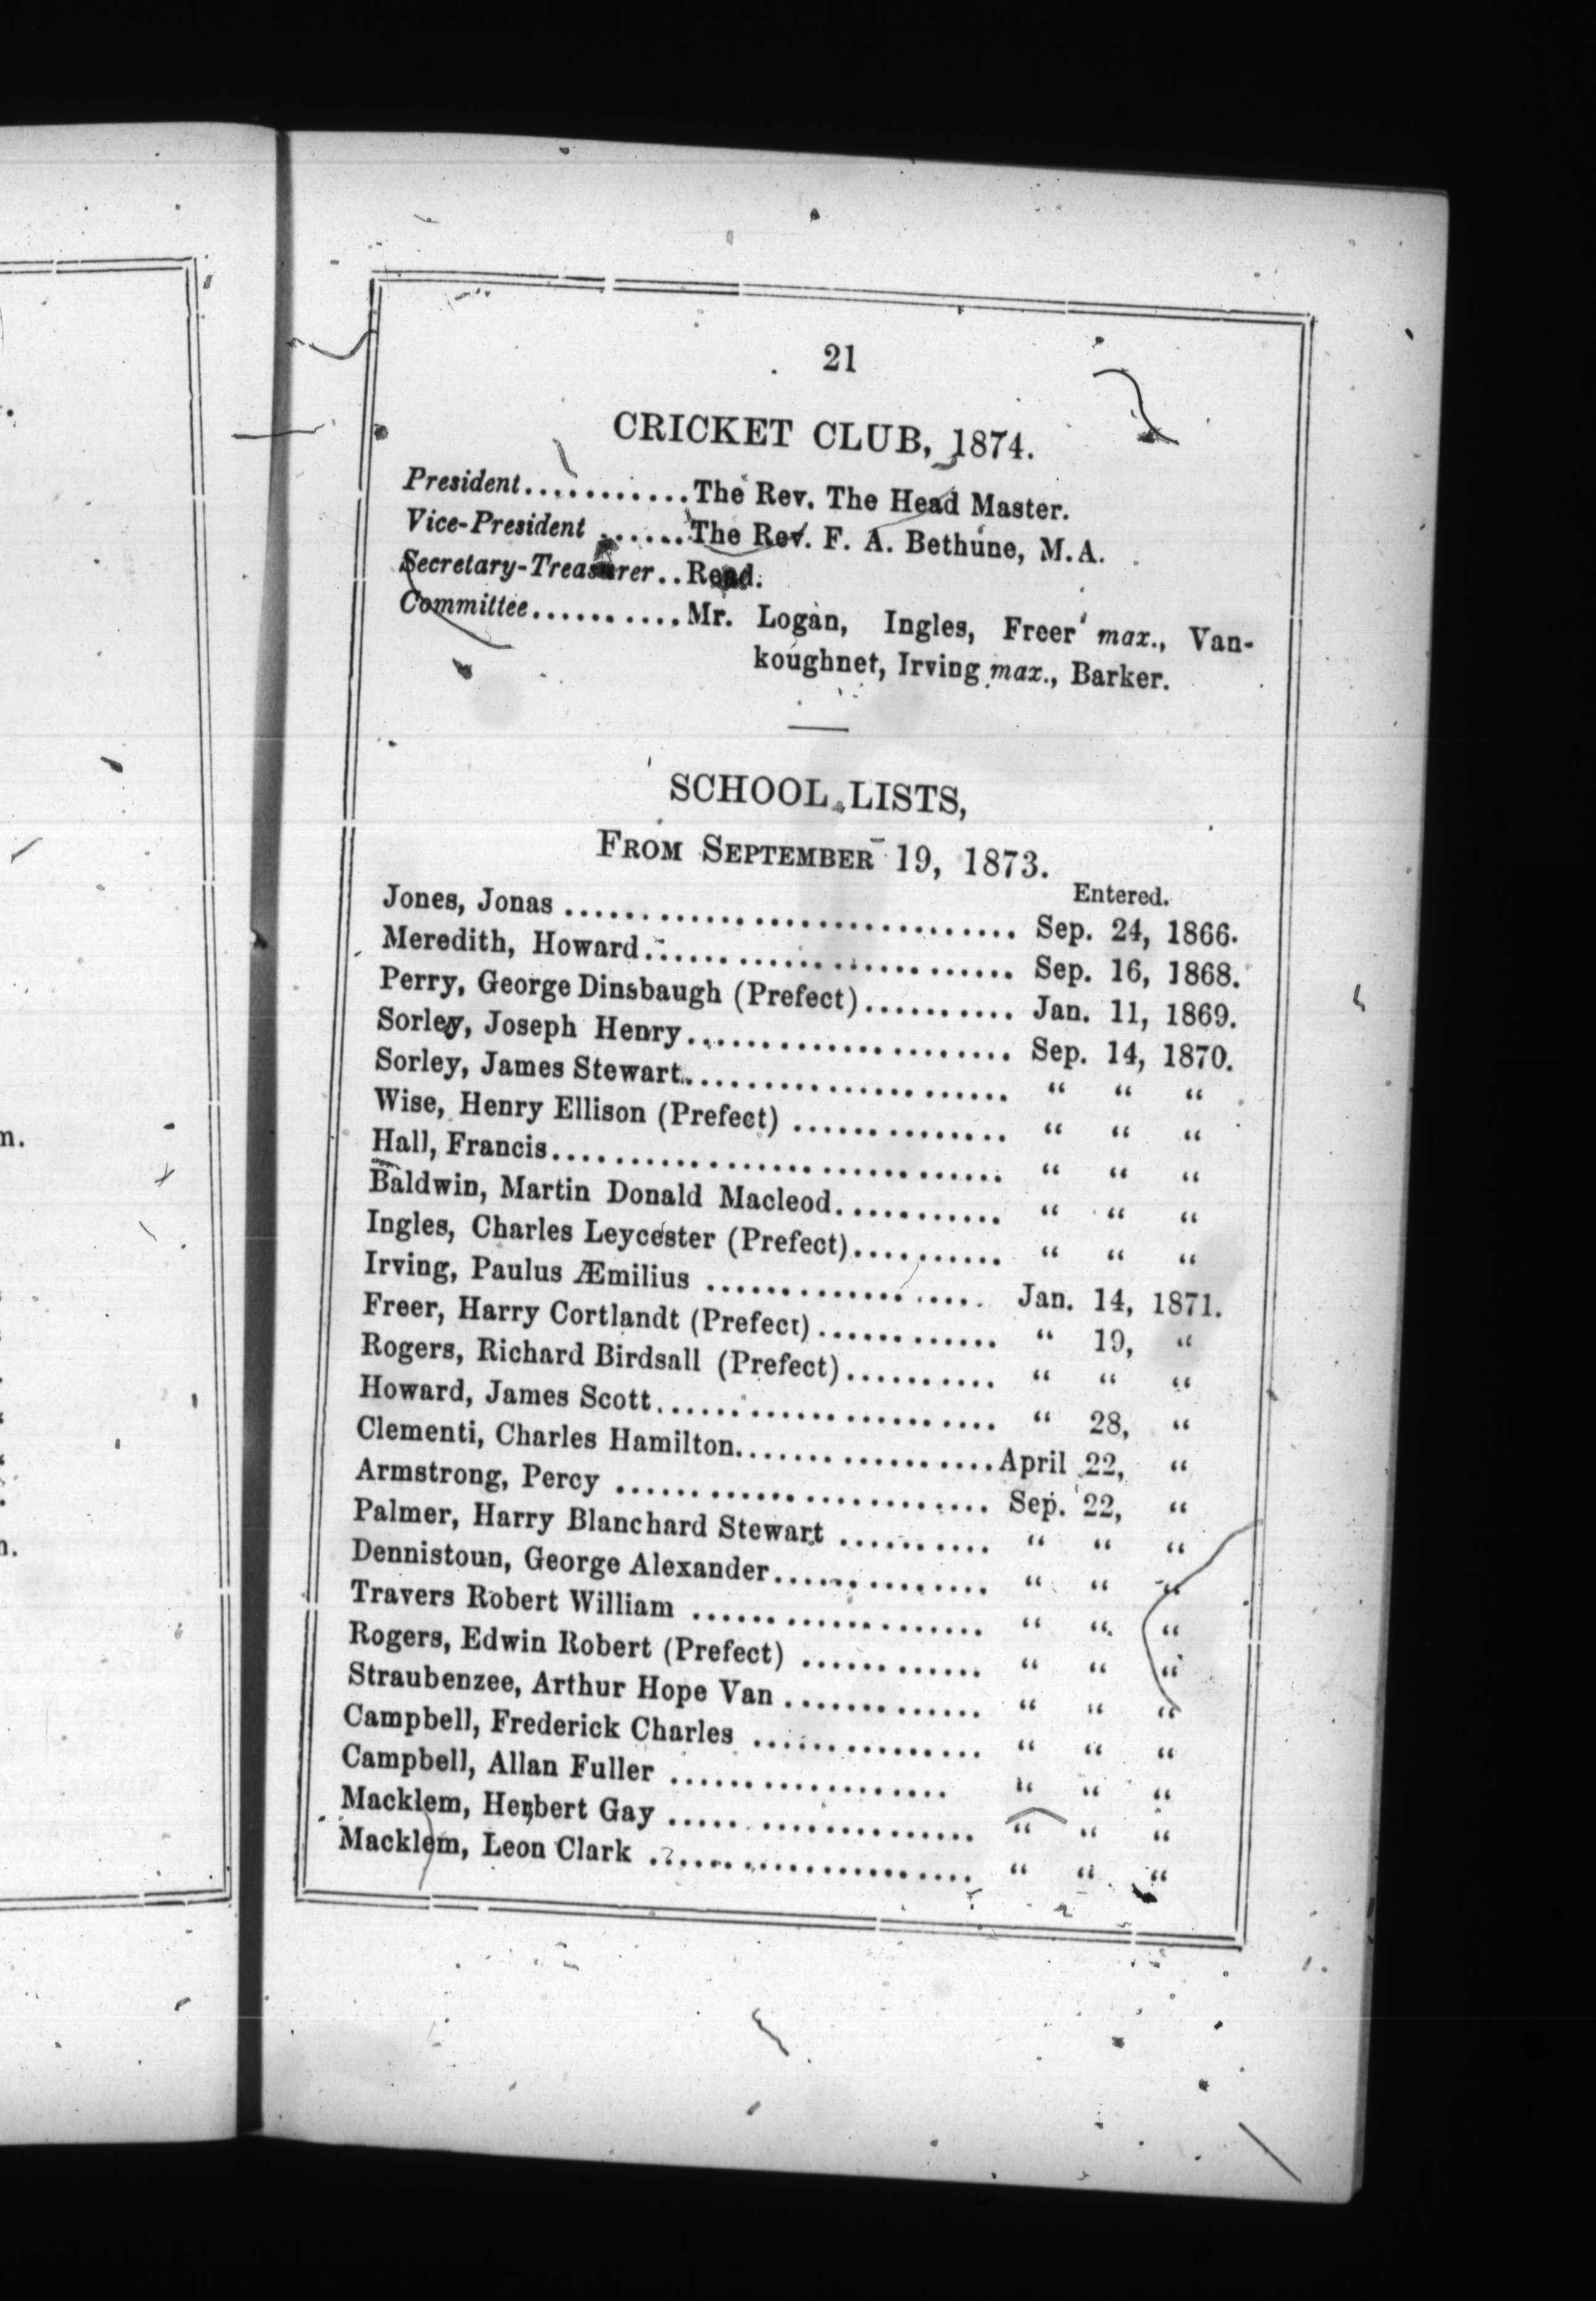 21
CRICKET CLUB, 1874.
President...........The Rev. The Head Master.
Vice-President ......The Rev. F. A. Bethune, M.A.
Secretary-Treasurer..Read.
Committee..........Mr. Logan, Ingles, Freer max., Van-
koughnet, Irving max., Barker.
SCHOOL LISTS,
FROM SEPTEMBER 19, 1873.
Entered.
Jones, Jonas .............................. Sep. 24, 1866.
Meredith, Howard......................... Sep. 16, 1868.
Perry, George Dinsbaugh (Prefect).......... Jan. 11, 1869.
Sorley, Joseph Henry...................... Sep. 14, 1870.
Sorley, James Stewart...................... “ “ “
Wise, Henry Ellison (Prefect) .............. “ “ “
Hall, Francis.............................. “ “ “
Baldwin, Martin Donald Macleod........... “ “ “
Ingles, Charles Leycester (Prefect).......... “ “ “
Irving, Paulus Æmilius .................. Jan. 14, 1871.
Freer, Harry Cortlandt (Prefect)............ “ 19, “
Rogers, Richard Birdsall (Prefect).......... “ “ “
Howard, James Scott....................... “ 28, “
Clementi, Charles Hamilton.................April 22, “
Armstrong, Percy ......................... Sep. 22, “
Palmer, Harry Blanchard Stewart .......... “ “ “
Dennistoun, George Alexander.............. “ “ “
Travers Robert William ................... “ “ “
Rogers, Edwin Robert (Prefect) ............ “ “ “
Straubenzee, Arthur Hope Van ............. “ “ “
Campbell, Frederick Charles ............... “ “ “
Campbell, Allan Fuller .................. “ “ “
Macklem, Herbert Gay .................... “ “ “
Macklem, Leon Clark ..................... “ “ “